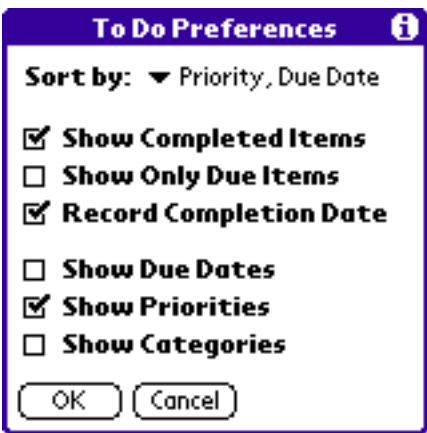 To Do Preferences
Sort by: Priority, Due Date
Show Completed Items
Show Only Due Items
Record Completion Date
Show Due Dates
Show Priorities
Show Categories
OK Cancel